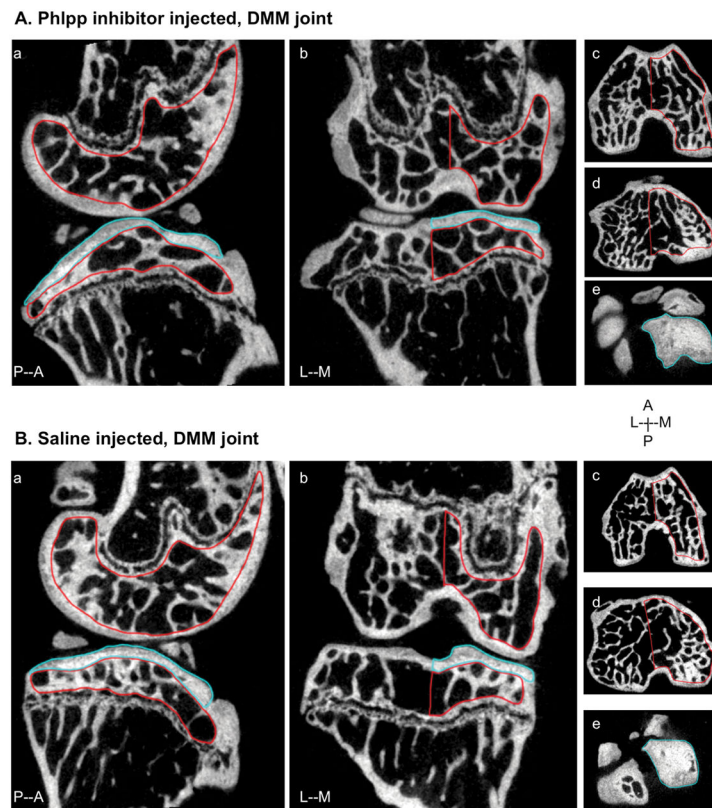 A. Phlpp inhibitor injected, DMM joint
a
b
c
d
e
P--A
L--M
A
L-┼-M
P
B. Saline injected, DMM joint
a
b
c
d
e
P--A
L--M